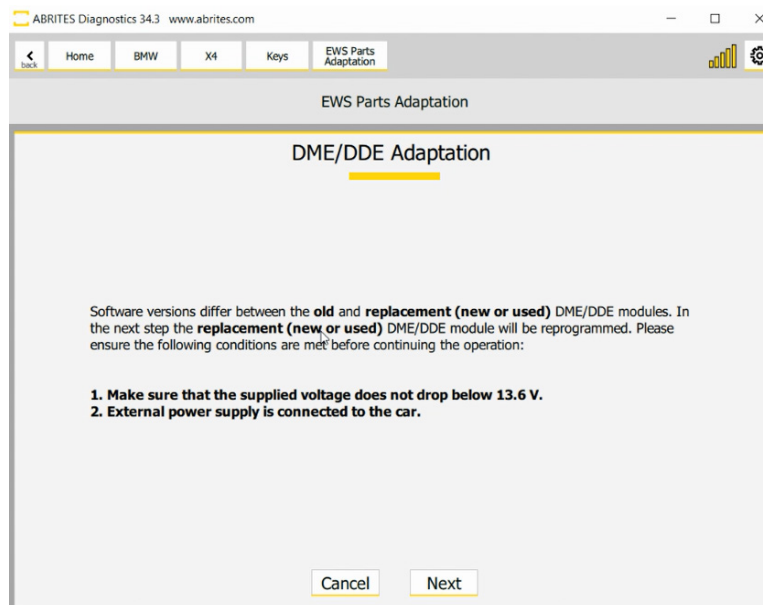 ABRITES Diagnostics 34.3 www.abrites.com
back
Home
BMW
X4
Keys
EWS Parts
Adaptation
EWS Parts Adaptation
DME/DDE Adaptation
Software versions differ between the old and replacement (new or used) DME/DDE modules. In
the next step the replacement (new or used) DME/DDE module will be reprogrammed. Please
ensure the following conditions are met before continuing the operation:
1. Make sure that the supplied voltage does not drop below 13.6 V.
2. External power supply is connected to the car.
Cancel
Next